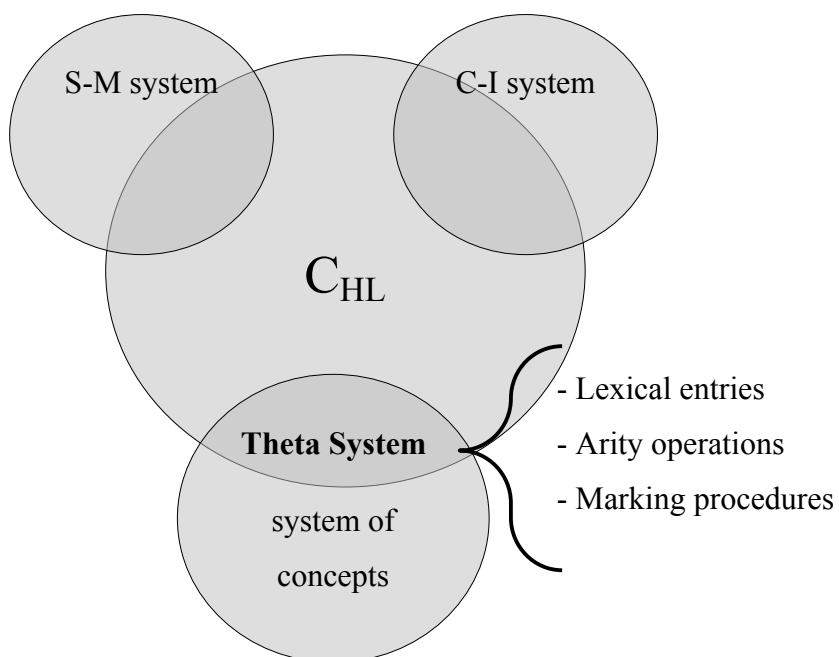 S-M system
C-I system
C_HL
- Lexical entries
Theta System
- Arity operations
- Marking procedures
system of
concepts